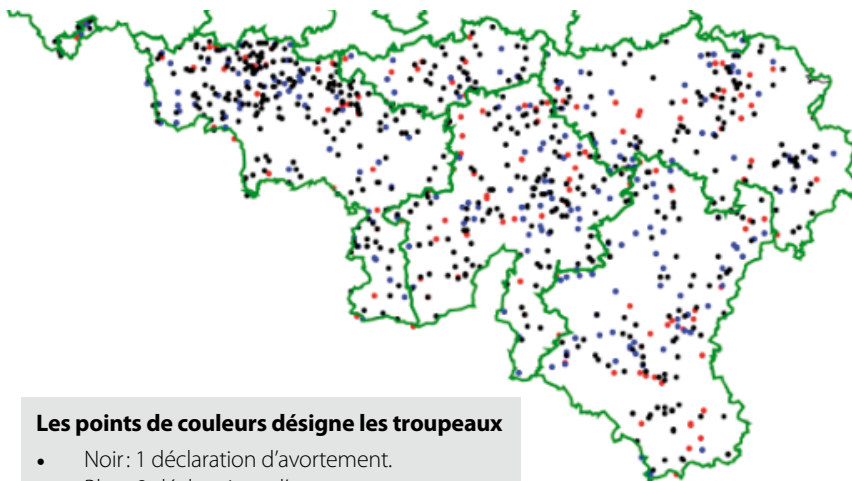 Les points de couleurs désigne les troupeaux
• Noir : 1 déclaration d’avortement.